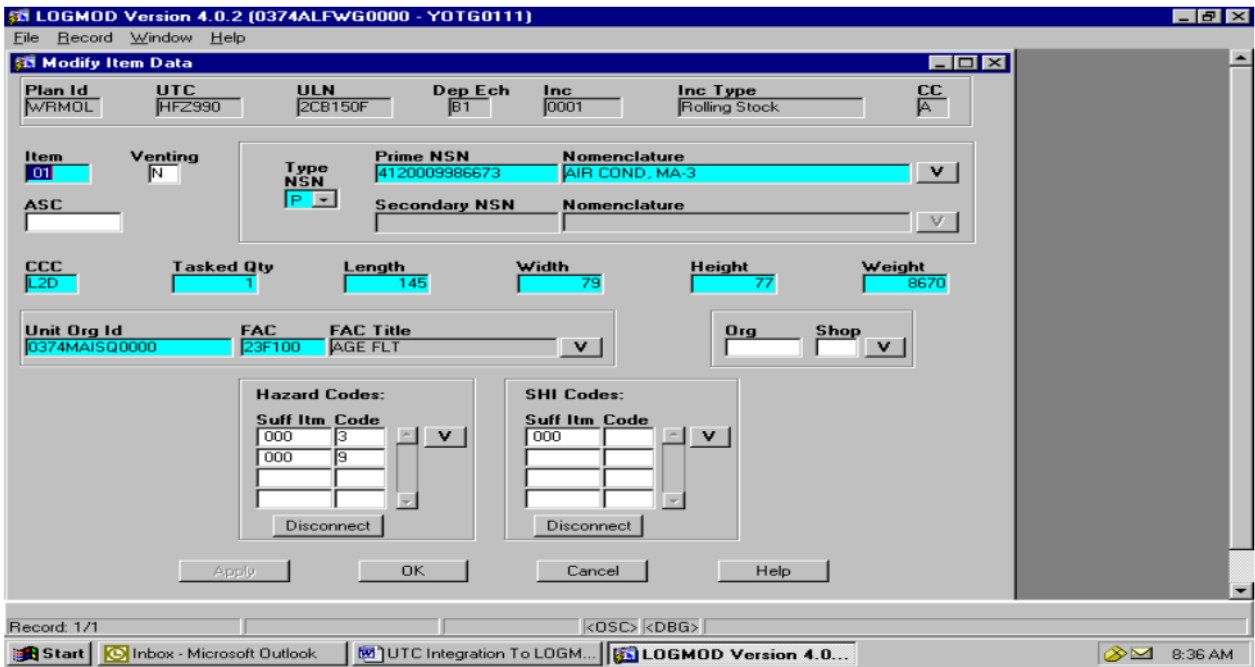 LOGMOD Version 4.0.2 (0374ALFWG0000 - YOTG0111)
File Record Window Help
Modify Item Data
Plan Id UTC ULN Dep Ech Inc Inc Type CC
WRMOL HFZ990 2CB150F B1 0001 Rolling Stock A
Item Venting Type NSN Prime NSN Nomenclature
01 N P 4120009986673 AIR COND, MA-3 V
ASC Secondary NSN Nomenclature
V
CCC Tasked Qty Length Width Height Weight
L2D 1 145 79 77 8670
Unit Org Id FAC FAC Title Org Shop
0374MAISQ0000 23F100 AGE FLT V V
Hazard Codes: SHI Codes:
Suff Itm Code Suff Itm Code
000 3 V 000 V
000 9
Disconnect Disconnect
Apply OK Cancel Help
Record: 1/1 <OSC> <DBG>
Start Inbox - Microsoft Outlook UTC Integration To LOGM... LOGMOD Version 4.0... 8:36 AM